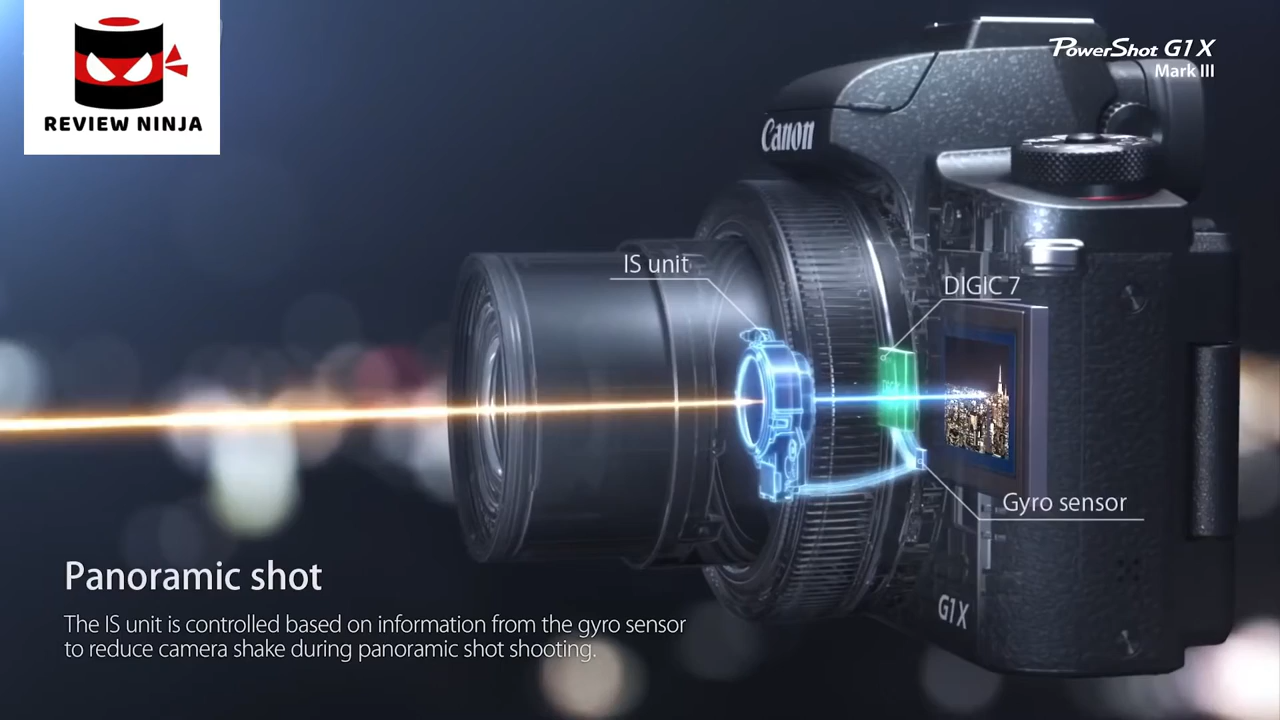 REVIEW NINJA
PowerShot G1X
Mark III
Canon
IS unit
DIGIC 7
Gyro sensor
G1X
Panoramic shot
The IS unit is controlled based on information from the gyro sensor
to reduce camera shake during panoramic shot shooting.